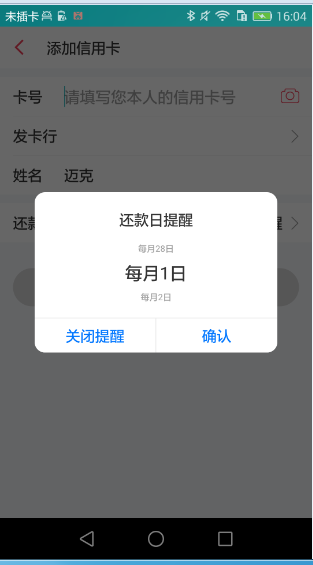 未插卡 16:04
添加信用卡
卡号 请填写您本人的信用卡号
发卡行
姓名 迈克
还款 醒
还款日提醒
每月28日
每月1日
每月2日
关闭提醒 确认